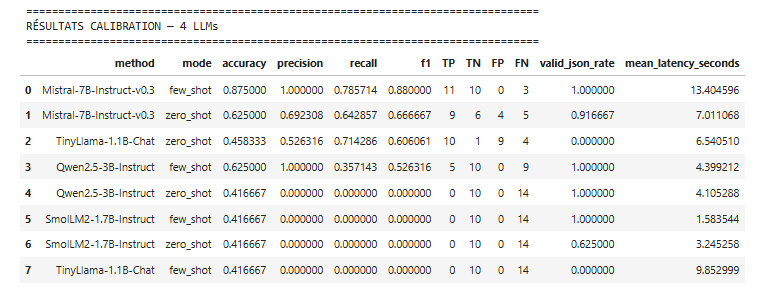 ==========================================================================
RÉSULTATS CALIBRATION — 4 LLMs
==========================================================================
method mode accuracy precision recall f1 TP TN FP FN valid_json_rate mean_latency_seconds
0 Mistral-7B-Instruct-v0.3 few_shot 0.875000 1.000000 0.785714 0.880000 11 10 0 3 1.000000 13.404596
1 Mistral-7B-Instruct-v0.3 zero_shot 0.625000 0.692308 0.642857 0.666667 9 6 4 5 0.916667 7.011068
2 TinyLlama-1.1B-Chat zero_shot 0.458333 0.526316 0.714286 0.606061 10 1 9 4 0.000000 6.540510
3 Qwen2.5-3B-Instruct few_shot 0.625000 1.000000 0.357143 0.526316 5 10 0 9 1.000000 4.399212
4 Qwen2.5-3B-Instruct zero_shot 0.416667 0.000000 0.000000 0.000000 0 10 0 14 1.000000 4.105288
5 SmolLM2-1.7B-Instruct few_shot 0.416667 0.000000 0.000000 0.000000 0 10 0 14 1.000000 1.583544
6 SmolLM2-1.7B-Instruct zero_shot 0.416667 0.000000 0.000000 0.000000 0 10 0 14 0.625000 3.245258
7 TinyLlama-1.1B-Chat few_shot 0.416667 0.000000 0.000000 0.000000 0 10 0 14 0.000000 9.852999